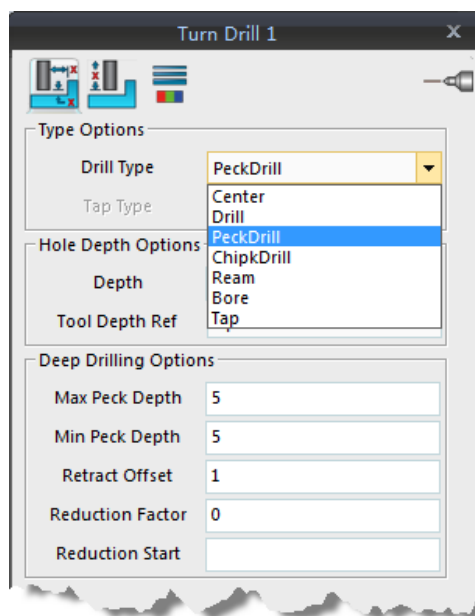 Turn Drill 1 X
Type Options
Drill Type PeckDrill
Tap Type
Center
Drill
PeckDrill
ChipkDrill
Ream
Bore
Tap
Hole Depth Options
Depth
Tool Depth Ref
Deep Drilling Options
Max Peck Depth 5
Min Peck Depth 5
Retract Offset 1
Reduction Factor 0
Reduction Start